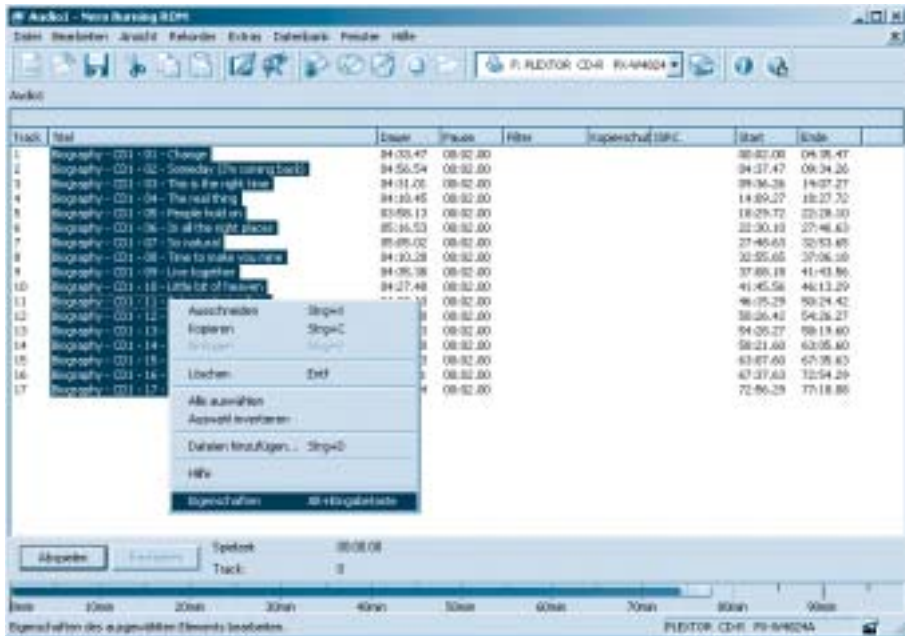 Audio1 - Nero Burning ROM
Datei Bearbeiten Ansicht Rekorder Extras Datenbank Fenster Hilfe
F: PLEXTOR CD-R PX-W4024
Audio1
Track Titel Dauer Pause Filter Kopierschut ISRC Start Ende
1 Biography - CD1 - 01 - Change 04:33.47 00:02.00 00:02.00 04:35.47
2 Biography - CD1 - 02 - Someday (I'm coming back) 04:56.54 00:02.00 04:37.47 09:34.26
3 Biography - CD1 - 03 - This is the right time 04:31.01 00:02.00 09:36.26 14:07.27
4 Biography - CD1 - 04 - The real thing 04:18.45 00:02.00 14:09.27 18:27.72
5 Biography - CD1 - 05 - People hold on 03:58.13 00:02.00 18:29.72 22:28.10
6 Biography - CD1 - 06 - In all the right places 05:16.53 00:02.00 22:30.10 27:46.63
7 Biography - CD1 - 07 - So natural 05:05.02 00:02.00 27:48.63 32:53.65
8 Biography - CD1 - 08 - Time to make you mine 04:10.28 00:02.00 32:55.65 37:06.18
9 Biography - CD1 - 09 - Live together 04:35.38 00:02.00 37:08.18 41:43.56
10 Biography - CD1 - 10 - Little bit of heaven 04:27.48 00:02.00 41:45.56 46:13.29
11 Biography - CD1 - 11 - 00:02.00 46:15.29 50:24.42
12 Biography - CD1 - 12 - 00:02.00 50:26.42 54:26.27
13 Biography - CD1 - 13 - 00:02.00 54:28.27 58:19.60
14 Biography - CD1 - 14 - 00:02.00 58:21.60 63:05.60
15 Biography - CD1 - 15 - 00:02.00 63:07.60 67:35.63
16 Biography - CD1 - 16 - 00:02.00 67:37.63 72:54.29
17 Biography - CD1 - 17 - 00:02.00 72:56.29
Ausschneiden Strg+X
Kopieren Strg+C
Einfügen
Löschen Entf
Alle auswählen
Auswahl invertieren
Dateien hinzufügen... Strg+D
Hilfe
Eigenschaften Alt+Eingabetaste
Abspielen
Spielzeit 00:00.00
Track: 0
0min 10min 20min 30min 40min 50min 60min 70min 80min 90min
Eigenschaften des ausgewählten Elements bearbeiten.
PLEXTOR CD-R PX-W4024A